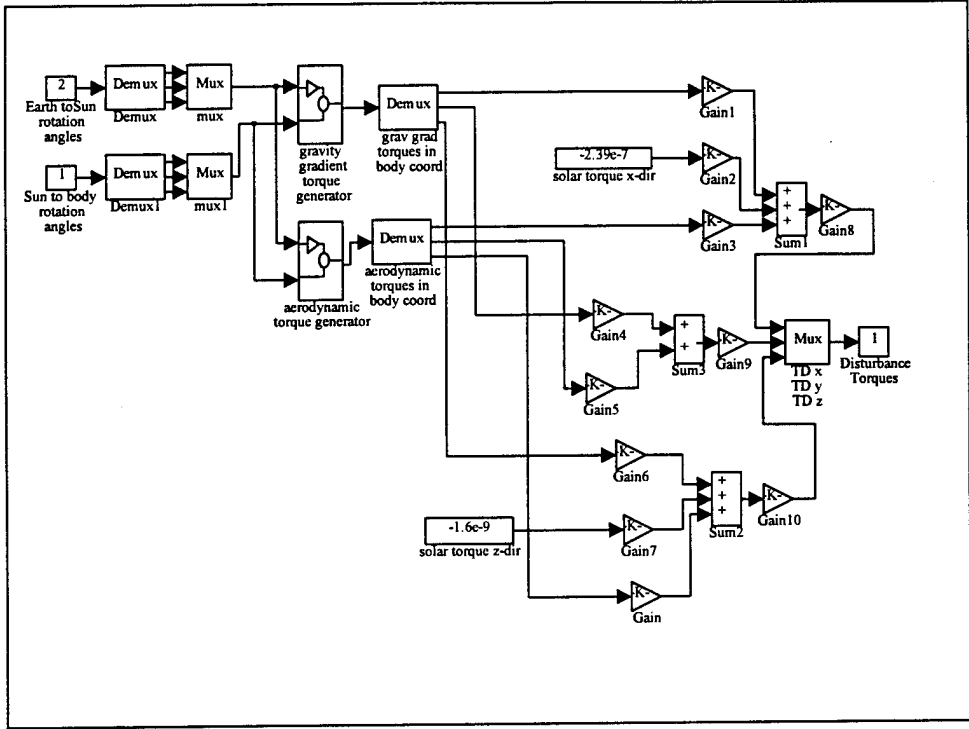 2
Earth toSun
rotation
angles
Demux
Demux
Mux
mux
1
Sun to body
rotation
angles
Demux
Demux1
Mux
mux1
gravity
gradient
torque
generator
Demux
grav grad
torques in
body coord
aerodynamic
torque generator
Demux
aerodynamic
torques in
body coord
K-
Gain1
-2.39e-7
solar torque x-dir
K-
Gain2
K-
Gain3
+
+
+
Sum1
K-
Gain8
K-
Gain4
K-
Gain5
+
+
Sum3
K-
Gain9
Mux
TD x
TD y
TD z
1
Disturbance
Torques
K-
Gain6
-1.6e-9
solar torque z-dir
K-
Gain7
K-
Gain
+
+
+
Sum2
K-
Gain10